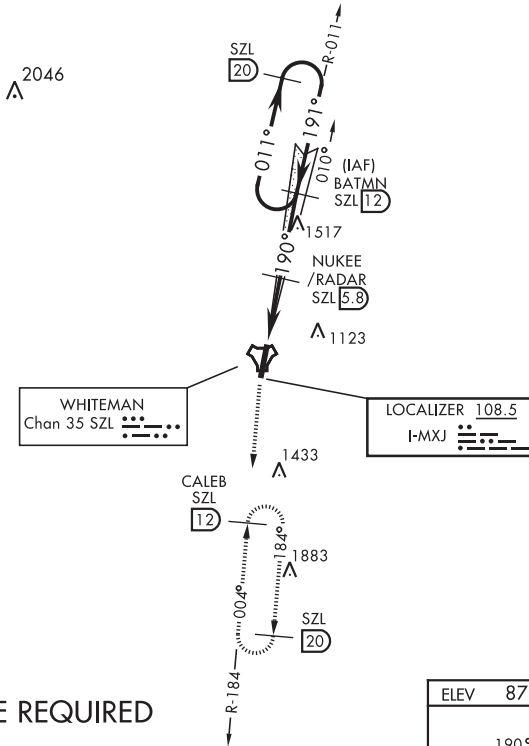 R-011
SZL
20
2046
011°
191°
010°
(IAF)
BATMN
SZL 12
1517
190°
NUKEE
/RADAR
SZL 5.8
1123
WHITEMAN
Chan 35 SZL
LOCALIZER 108.5
I-MXJ
1433
CALEB
SZL
12
184°
1883
004°
SZL
20
R-184
E REQUIRED
ELEV 87